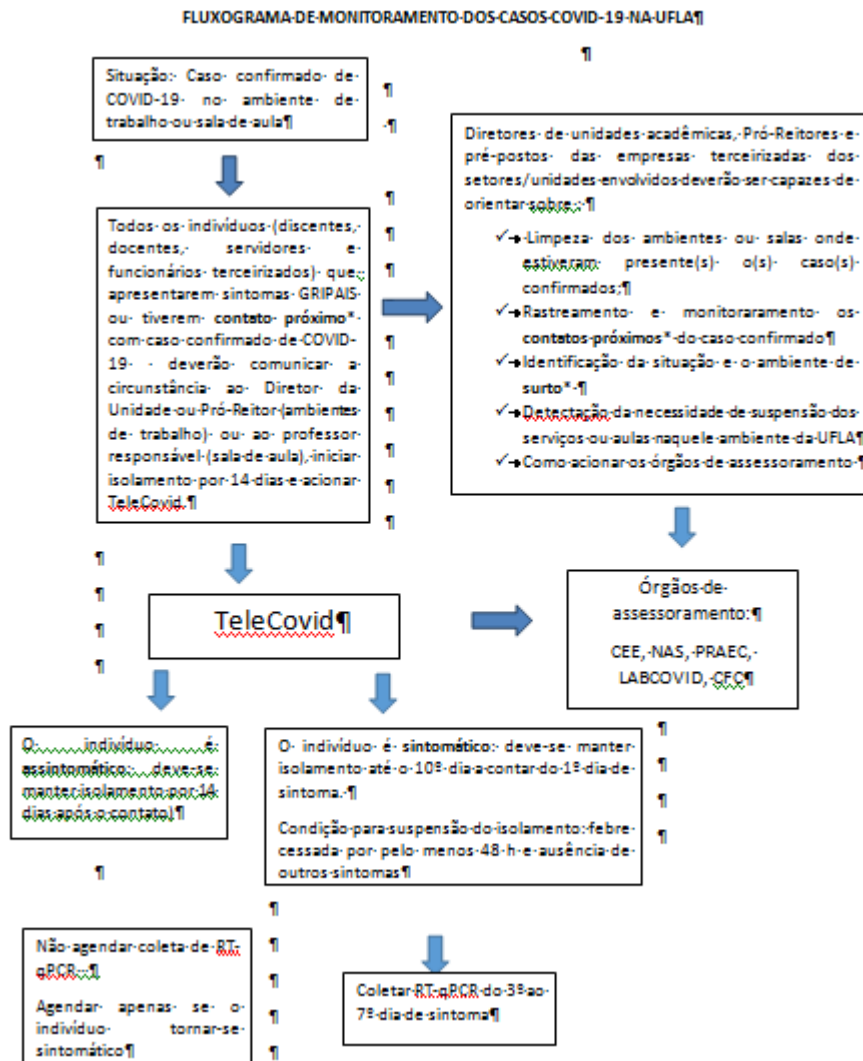 FLUXOGRAMA DE MONITORAMENTO DOS CASOS COVID-19 NA UFLA¶
¶
Situação: Caso confirmado de
COVID-19 no ambiente de
trabalho ou sala de aula¶
Todos os indivíduos (discentes,
docentes, servidores e
funcionários terceirizados) que
apresentarem sintomas GRIPAIS
ou tiverem contato próximo*
com caso confirmado de COVID-
19 deverão comunicar a
circunstância ao Diretor da
Unidade ou Pró-Reitor (ambientes
de trabalho) ou ao professor
responsável (sala de aula), iniciar
isolamento por 14 dias e acionar
TeleCovid.¶
Diretores de unidades acadêmicas, Pró-Reitores e
pré-postos das empresas terceirizadas dos
setores/unidades envolvidos deverão ser capazes de
orientar sobre: ¶
✓ Limpeza dos ambientes ou salas onde
estiveram presente(s) o(s) caso(s)
confirmados;¶
✓ Rastreamento e monitoraramento os
contatos próximos* do caso confirmado¶
✓ Identificação da situação e o ambiente de
surto* ¶
✓ Detectação da necessidade de suspensão dos
serviços ou aulas naquele ambiente da UFLA¶
✓ Como acionar os órgãos de assessoramento ¶
TeleCovid¶
Órgãos de
assessoramento:¶
CEE, NAS, PRAEC,
LABCOVID, CFC¶
O indivíduo é
assintomático: deve-se
manter isolamento por 14
dias após o contato)¶
O indivíduo é sintomático: deve-se manter
isolamento até o 10º dia a contar do 1º dia de
sintoma. ¶
Condição para suspensão do isolamento: febre
cessada por pelo menos 48 h e ausência de
outros sintomas¶
Não agendar coleta de RT-
qPCR ¶
Agendar apenas se o
indivíduo tornar-se
sintomático¶
Coletar RT-qPCR do 3º ao
7º dia de sintoma¶